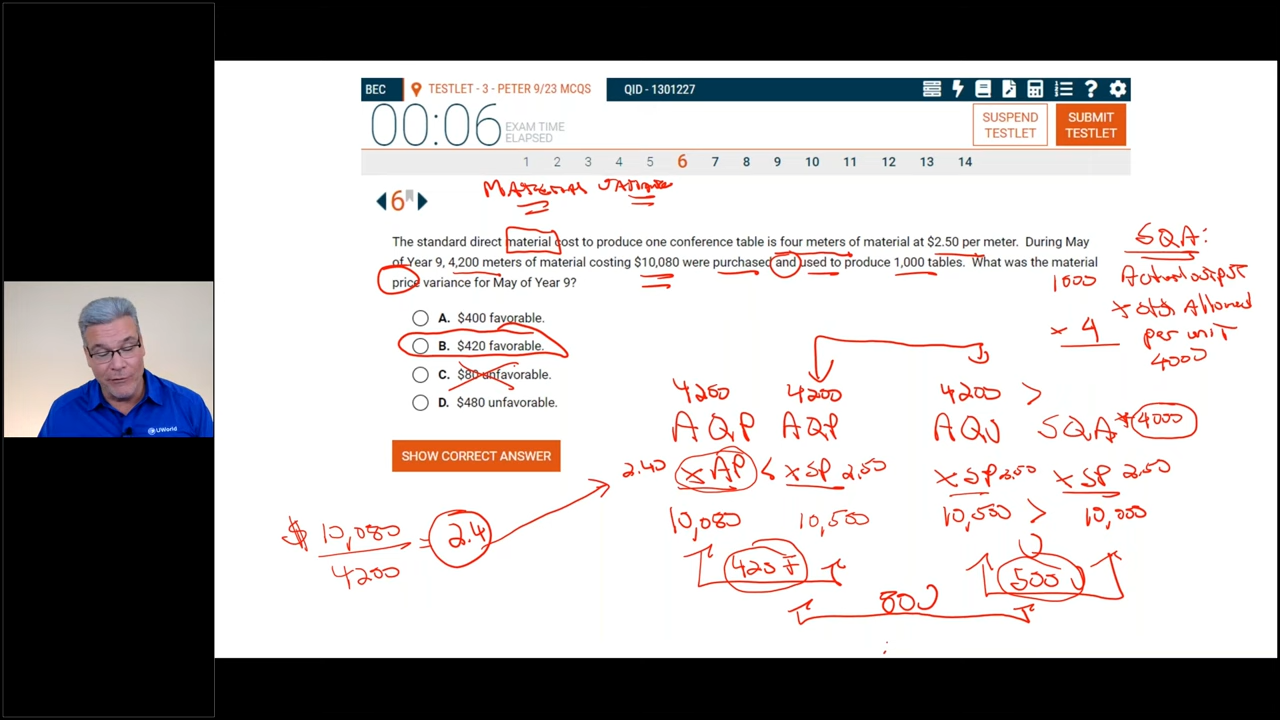 BEC
TESTLET - 3 - PETER 9/23 MCQS
QID - 1301227
00:06
EXAM TIME
ELAPSED
SUSPEND
TESTLET
SUBMIT
TESTLET
1 2 3 4 5 6 7 8 9 10 11 12 13 14
6
MATERIAL VARIANCE
The standard direct material cost to produce one conference table is four meters of material at $2.50 per meter. During May
of Year 9, 4,200 meters of material costing $10,080 were purchased and used to produce 1,000 tables. What was the material
price variance for May of Year 9?
A. $400 favorable.
B. $420 favorable.
C. $80 unfavorable.
D. $480 unfavorable.
SHOW CORRECT ANSWER
SQA:
1000 Actual output
x Allowed
x 4 per unit
4000
4200 4200 4200 >
AQP AQP AQU SQA 4000
2.40 x AP < x SP 2.50 x SP 2.50 x SP 2.50
10,080 10,500 10,500 > 10,000
420 F 500 U
80 U
$ 10,080 = 2.4
4200
UWorld